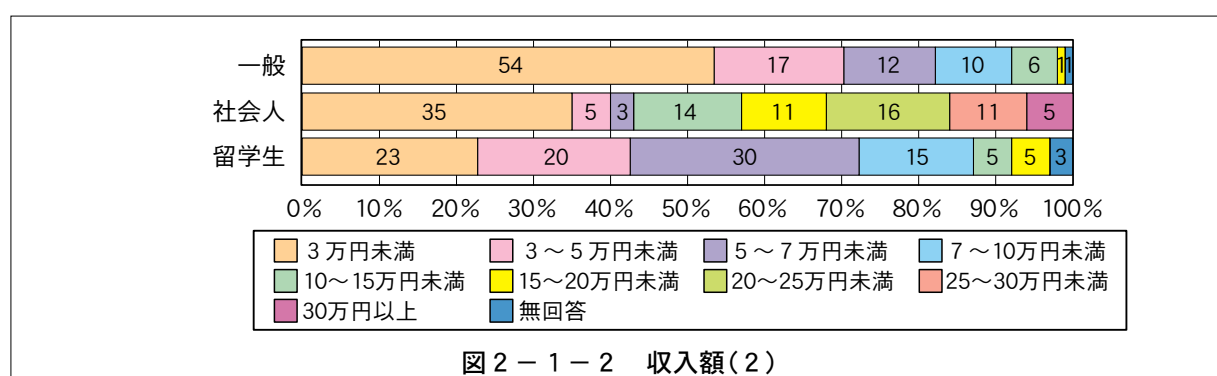 一般 54 17 12 10 6 1 1
社会人 35 5 3 14 11 16 11 5
留学生 23 20 30 15 5 5 3
0% 10% 20% 30% 40% 50% 60% 70% 80% 90% 100%
3万円未満 3～5万円未満 5～7万円未満 7～10万円未満
10～15万円未満 15～20万円未満 20～25万円未満 25～30万円未満
30万円以上 無回答
図2－1－2 収入額(2)